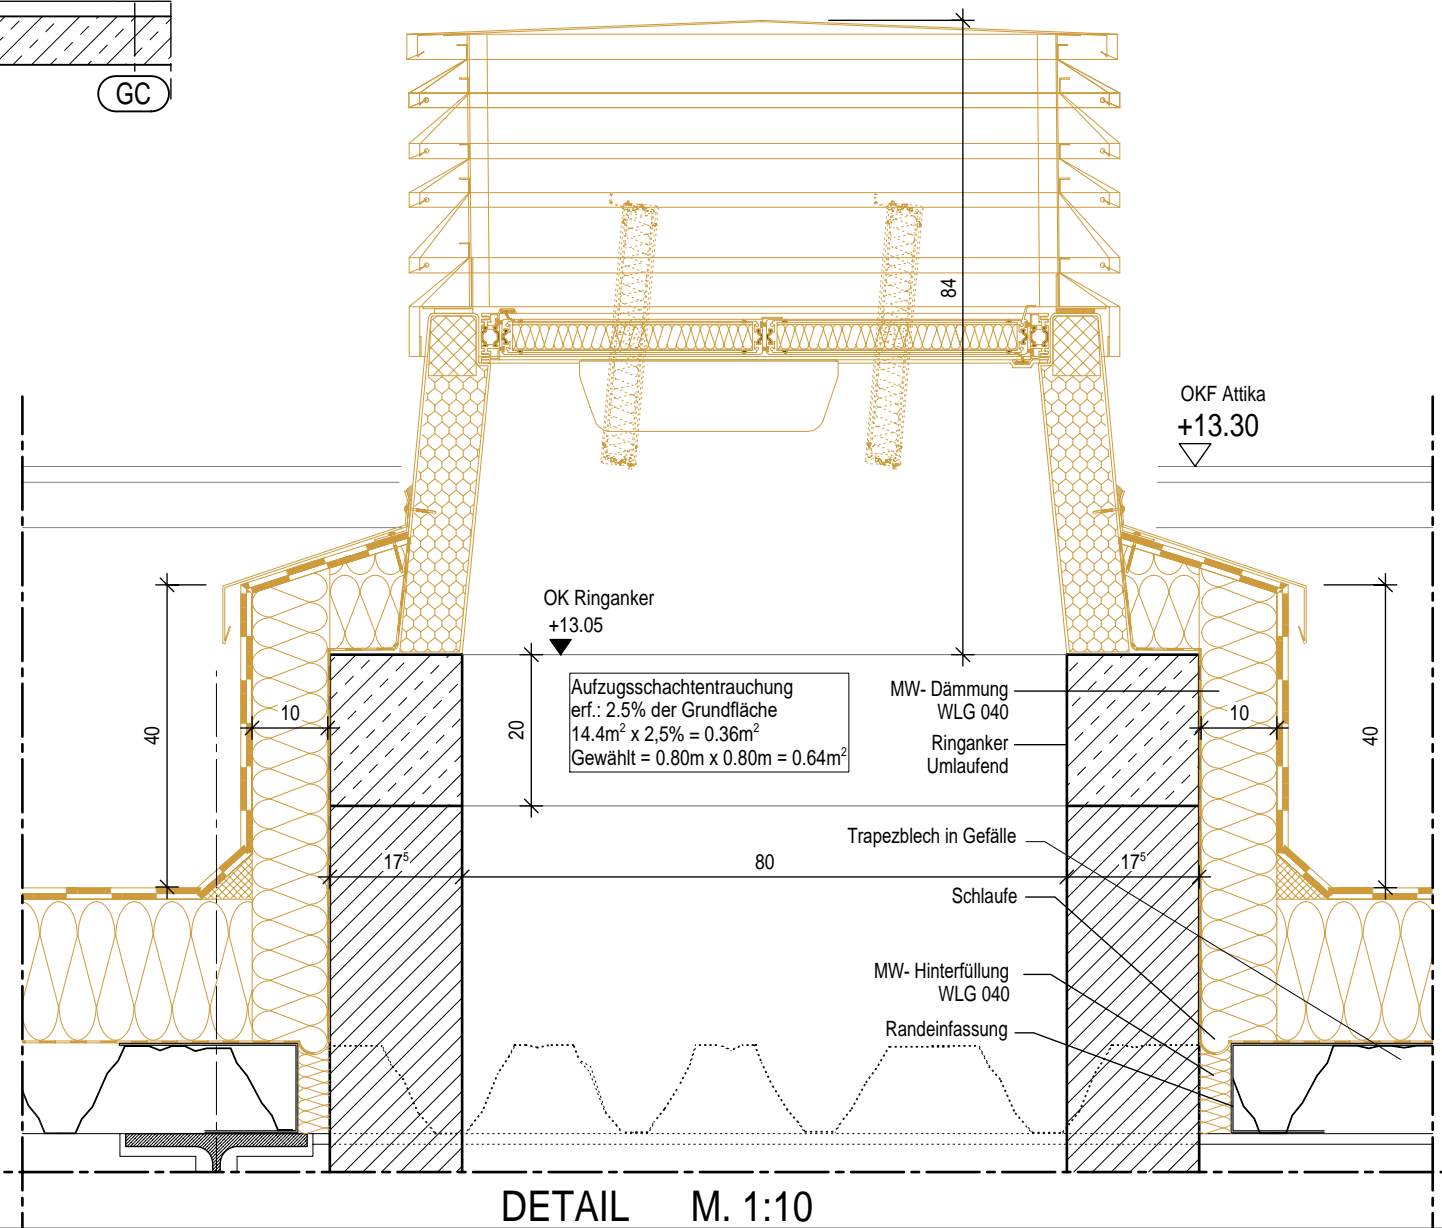 GC
84
OKF Attika
+13.30
OK Ringanker
+13.05
Aufzugsschachtentrauchung
erf.: 2.5% der Grundfläche
14.4m² x 2,5% = 0.36m²
Gewählt = 0.80m x 0.80m = 0.64m²
MW- Dämmung
WLG 040
Ringanker
Umlaufend
10
10
40
20
40
Trapezblech in Gefälle
17⁵
80
17⁵
Schlaufe
MW- Hinterfüllung
WLG 040
Randeinfassung
DETAIL M. 1:10